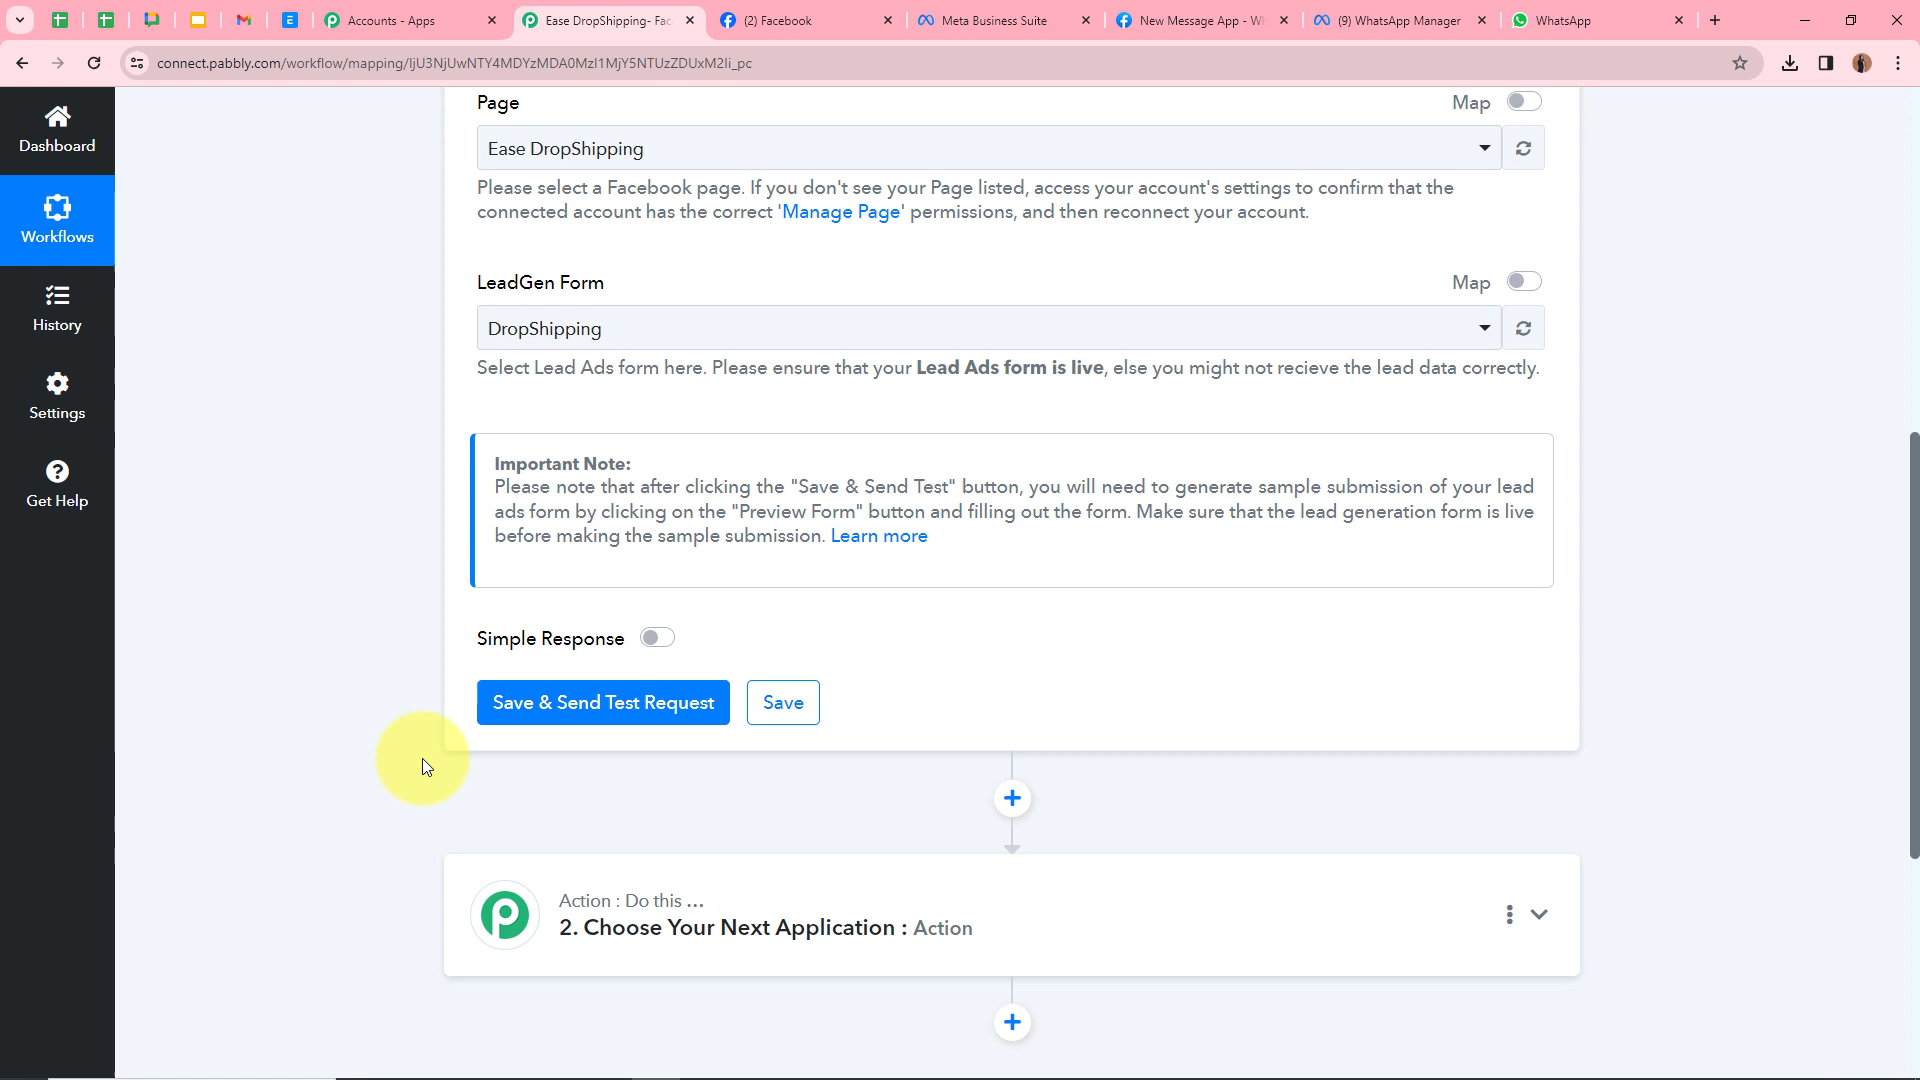 Accounts - Apps
Ease DropShipping- Fac
(2) Facebook
Meta Business Suite
New Message App - Wh
(9) WhatsApp Manager
WhatsApp
connect.pabbly.com/workflow/mapping/IjU3NjUwNTY4MDYzMDA0MzI1MjY5NTUzZDUxM2Ii_pc
Dashboard
Workflows
History
Settings
Get Help
Page
Map
Ease DropShipping
Please select a Facebook page. If you don't see your Page listed, access your account's settings to confirm that the
connected account has the correct 'Manage Page' permissions, and then reconnect your account.
LeadGen Form
Map
DropShipping
Select Lead Ads form here. Please ensure that your Lead Ads form is live, else you might not recieve the lead data correctly.
Important Note:
Please note that after clicking the "Save & Send Test" button, you will need to generate sample submission of your lead
ads form by clicking on the "Preview Form" button and filling out the form. Make sure that the lead generation form is live
before making the sample submission. Learn more
Simple Response
Save & Send Test Request
Save
Action : Do this ...
2. Choose Your Next Application : Action